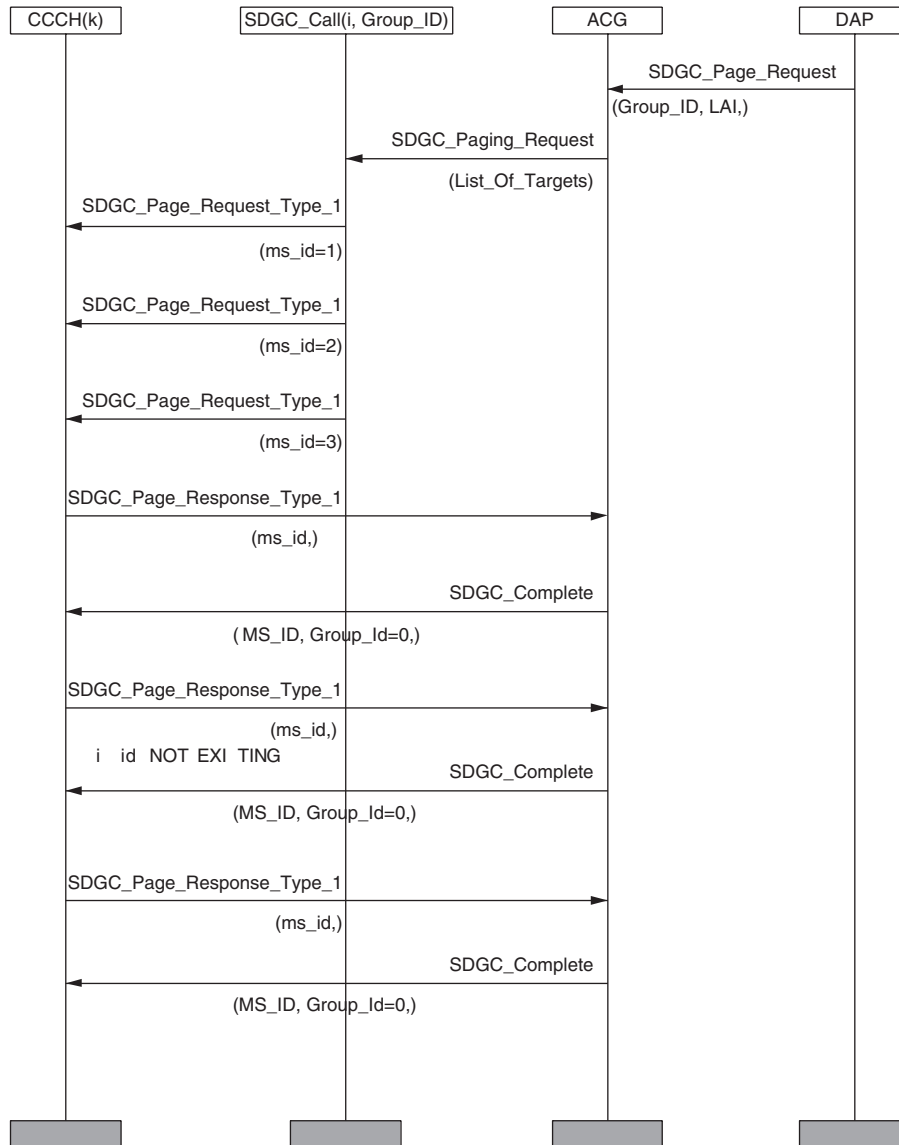 CCCH(k) SDGC_Call(i, Group_ID) ACG DAP
SDGC_Page_Request
(Group_ID, LAI,)
SDGC_Paging_Request
(List_Of_Targets)
SDGC_Page_Request_Type_1
(ms_id=1)
SDGC_Page_Request_Type_1
(ms_id=2)
SDGC_Page_Request_Type_1
(ms_id=3)
SDGC_Page_Response_Type_1
(ms_id,)
SDGC_Complete
( MS_ID, Group_Id=0,)
SDGC_Page_Response_Type_1
(ms_id,)
i id NOT EXI TING
SDGC_Complete
(MS_ID, Group_Id=0,)
SDGC_Page_Response_Type_1
(ms_id,)
SDGC_Complete
(MS_ID, Group_Id=0,)